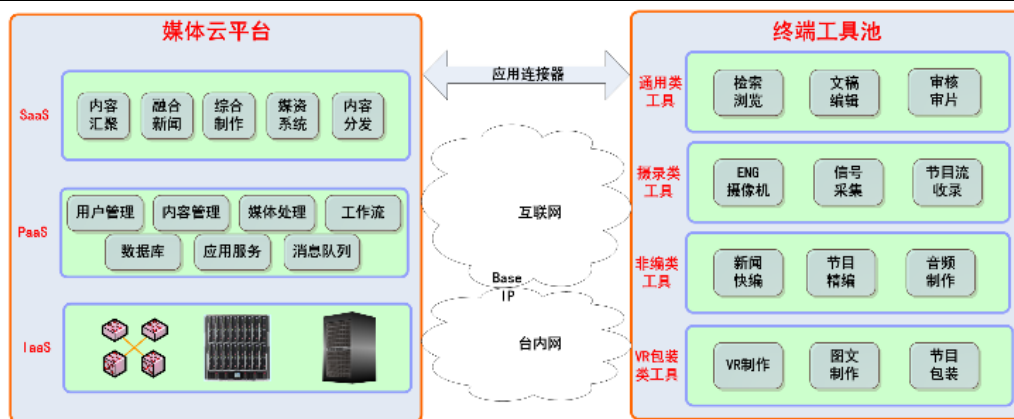 媒体云平台
SaaS
内容
汇聚
融合
新闻
综合
制作
媒资
系统
内容
分发
PaaS
用户管理
内容管理
媒体处理
工作流
数据库
应用服务
消息队列
IaaS
应用连接器
互联网
Base
IP
台内网
终端工具池
通用类
工具
检索
浏览
文稿
编辑
审核
审片
摄录类
工具
ENG
摄像机
信号
采集
节目流
收录
非编类
工具
新闻
快编
节目
精编
音频
制作
VR包装
类工具
VR制作
图文
制作
节目
包装